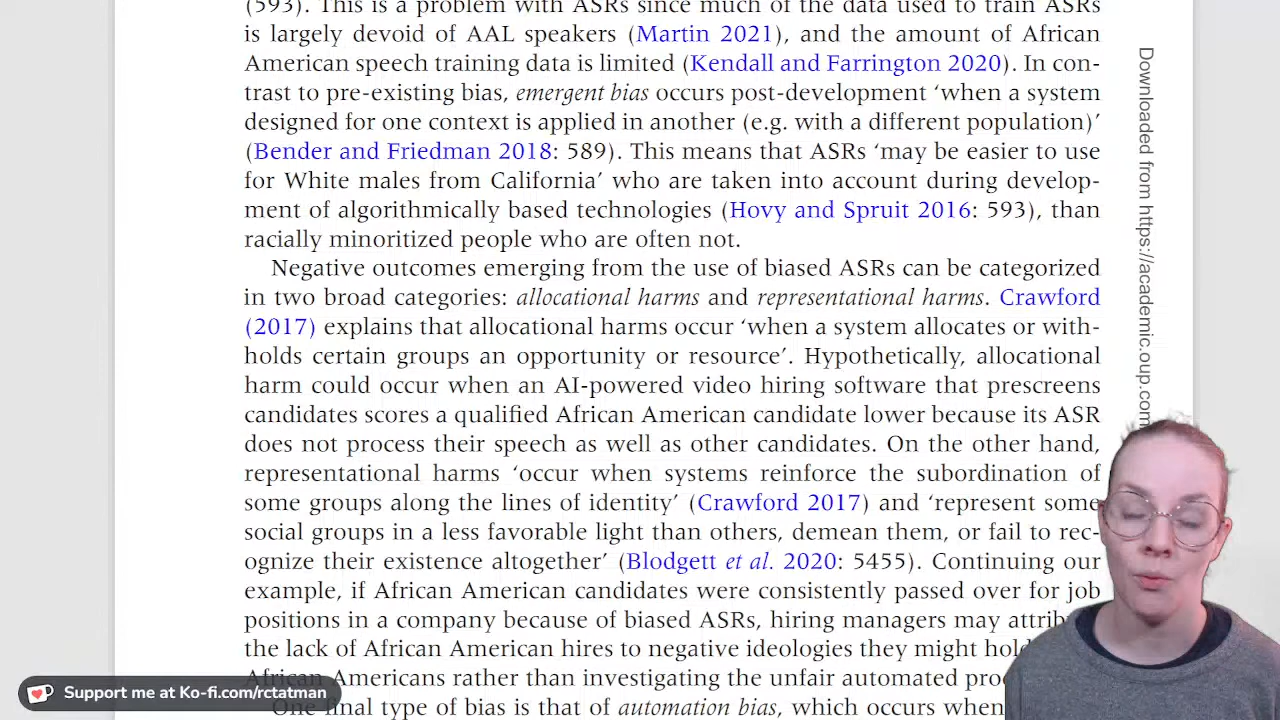 (593). This is a problem with ASRs since much of the data used to train ASRs
is largely devoid of AAL speakers (Martin 2021), and the amount of African
American speech training data is limited (Kendall and Farrington 2020). In con-
trast to pre-existing bias, emergent bias occurs post-development ‘when a system
designed for one context is applied in another (e.g. with a different population)’
(Bender and Friedman 2018: 589). This means that ASRs ‘may be easier to use
for White males from California’ who are taken into account during develop-
ment of algorithmically based technologies (Hovy and Spruit 2016: 593), than
racially minoritized people who are often not.
Negative outcomes emerging from the use of biased ASRs can be categorized
in two broad categories: allocational harms and representational harms. Crawford
(2017) explains that allocational harms occur ‘when a system allocates or with-
holds certain groups an opportunity or resource’. Hypothetically, allocational
harm could occur when an AI-powered video hiring software that prescreens
candidates scores a qualified African American candidate lower because its ASR
does not process their speech as well as other candidates. On the other hand,
representational harms ‘occur when systems reinforce the subordination of
some groups along the lines of identity’ (Crawford 2017) and ‘represent some
social groups in a less favorable light than others, demean them, or fail to rec-
ognize their existence altogether’ (Blodgett et al. 2020: 5455). Continuing our
example, if African American candidates were consistently passed over for job
positions in a company because of biased ASRs, hiring managers may
the lack of African American hires to negative ideologies they might
African Americans rather than investigating the unfair automated
One final type of bias is that of automation bias, which occurs when
Downloaded from https://academic.oup.com
Support me at Ko-fi.com/rctatman